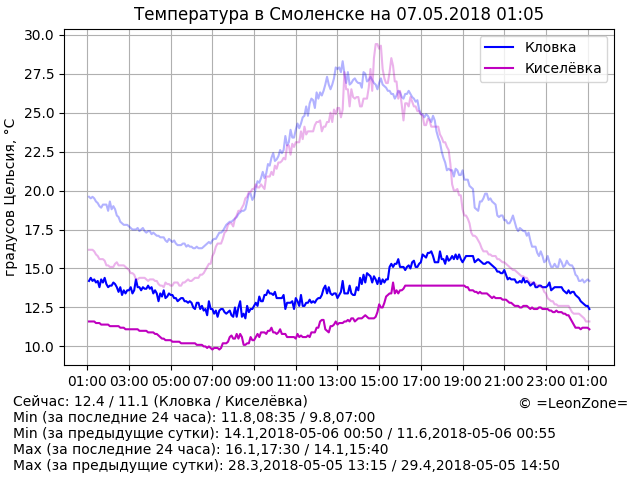 Температура в Смоленске на 07.05.2018 01:05
30.0
27.5
25.0
22.5
20.0
17.5
15.0
12.5
10.0
градусов Цельсия, °C
Кловка
Киселёвка
01:00 03:00 05:00 07:00 09:00 11:00 13:00 15:00 17:00 19:00 21:00 23:00 01:00
Сейчас: 12.4 / 11.1 (Кловка / Киселёвка)
© =LeonZone=
Min (за последние 24 часа): 11.8,08:35 / 9.8,07:00
Min (за предыдущие сутки): 14.1,2018-05-06 00:50 / 11.6,2018-05-06 00:55
Max (за последние 24 часа): 16.1,17:30 / 14.1,15:40
Max (за предыдущие сутки): 28.3,2018-05-05 13:15 / 29.4,2018-05-05 14:50